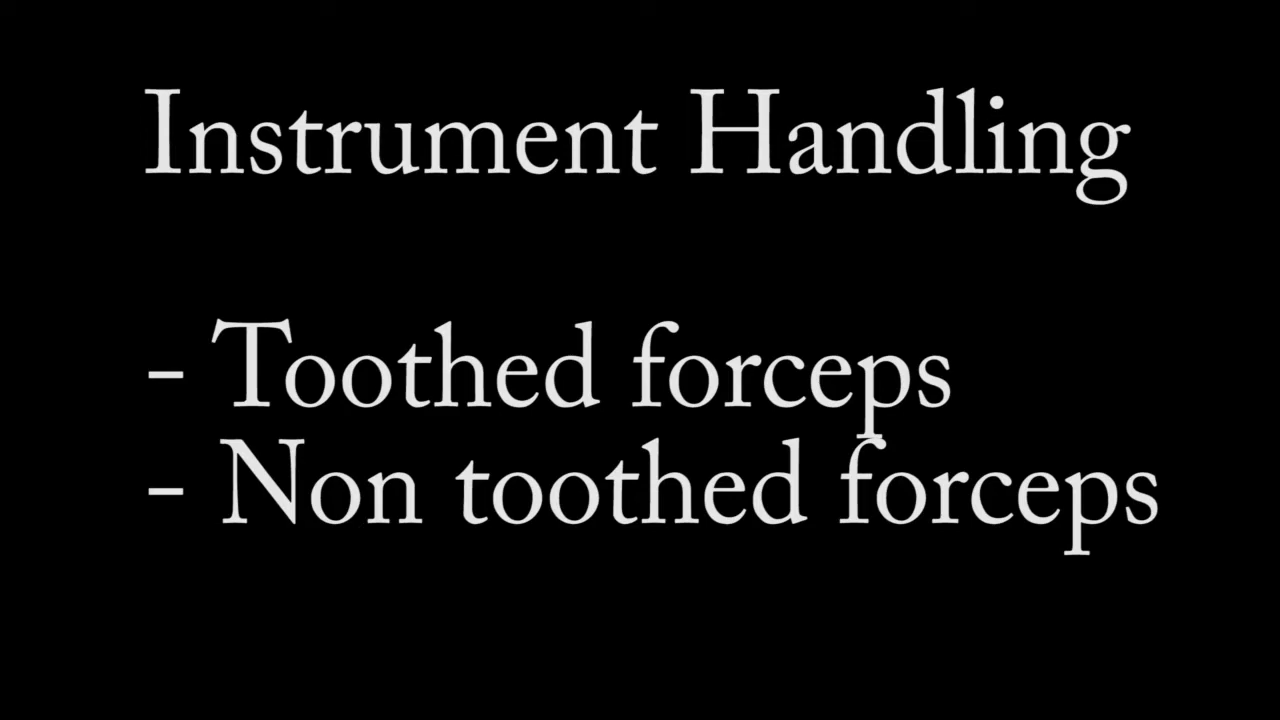 Instrument Handling
- Toothed forceps
- Non toothed forceps